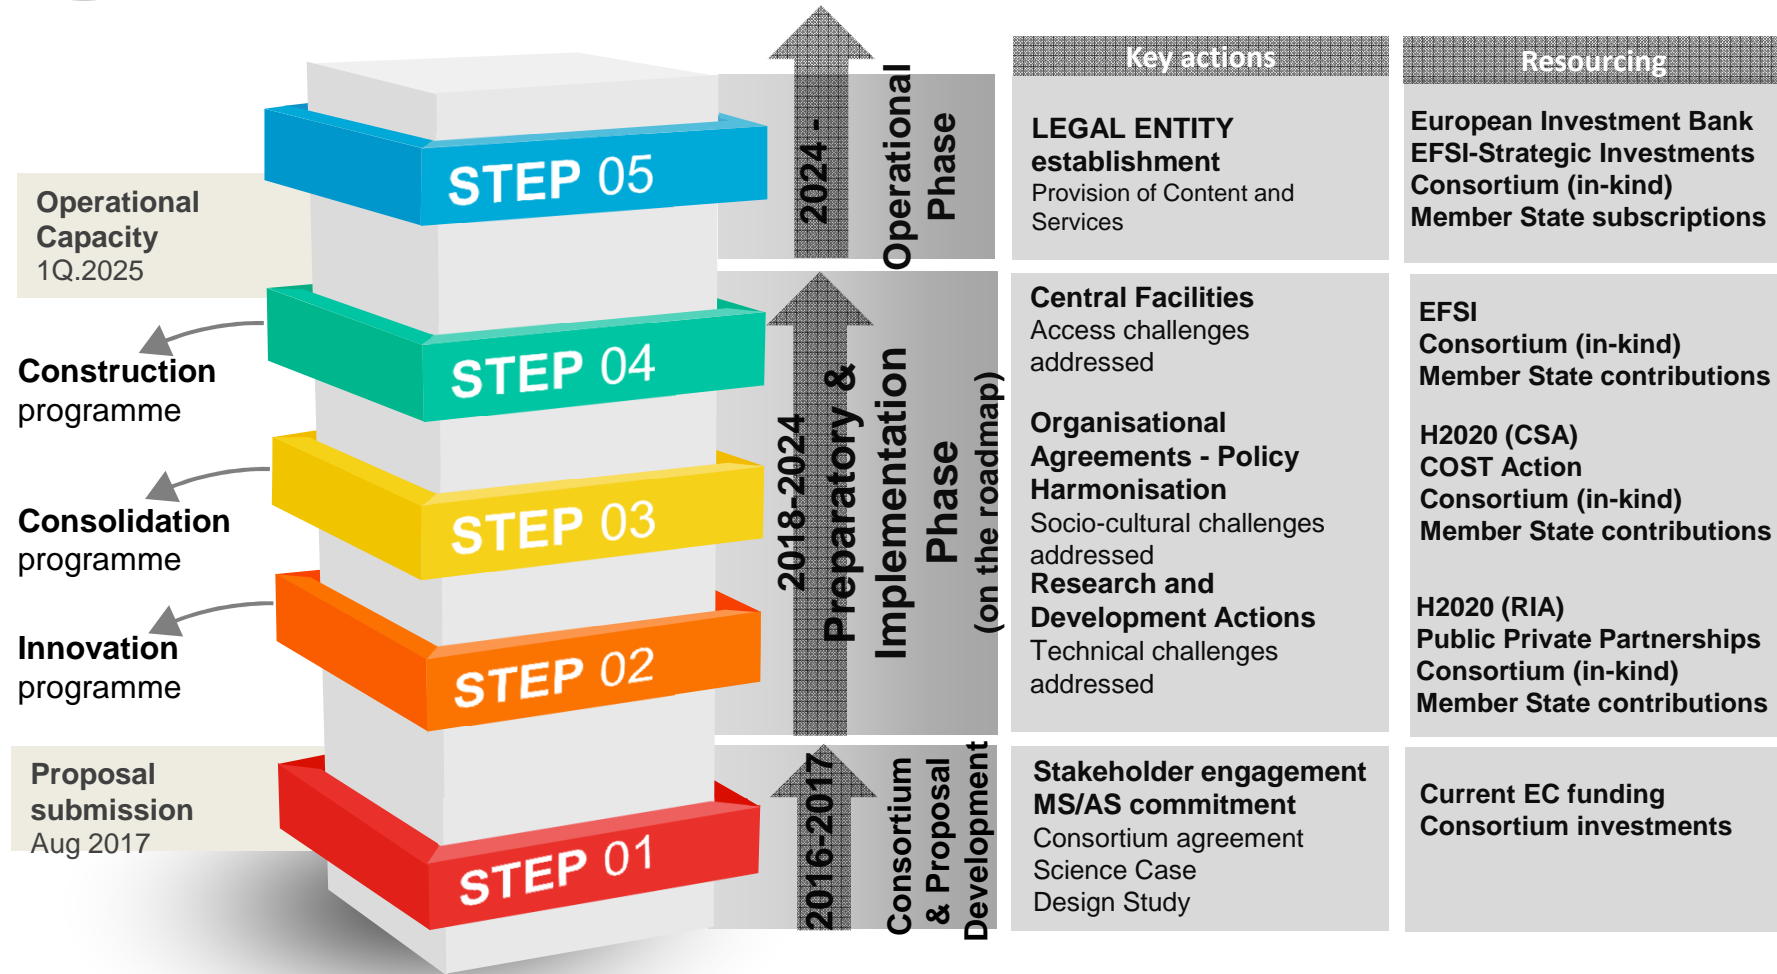 Key actions
Resourcing
STEP 05
Operational
Capacity
1Q.2025
2024 -
Operational
Phase
LEGAL ENTITY
establishment
Provision of Content and
Services
European Investment Bank
EFSI-Strategic Investments
Consortium (in-kind)
Member State subscriptions
STEP 04
Construction
programme
STEP 03
Consolidation
programme
STEP 02
Innovation
programme
2018-2024
Preparatory &
Implementation
Phase
(on the roadmap)
Central Facilities
Access challenges
addressed
Organisational
Agreements - Policy
Harmonisation
Socio-cultural challenges
addressed
Research and
Development Actions
Technical challenges
addressed
EFSI
Consortium (in-kind)
Member State contributions
H2020 (CSA)
COST Action
Consortium (in-kind)
Member State contributions
H2020 (RIA)
Public Private Partnerships
Consortium (in-kind)
Member State contributions
Proposal
submission
Aug 2017
STEP 01
2016-2017
Consortium
& Proposal
Development
Stakeholder engagement
MS/AS commitment
Consortium agreement
Science Case
Design Study
Current EC funding
Consortium investments